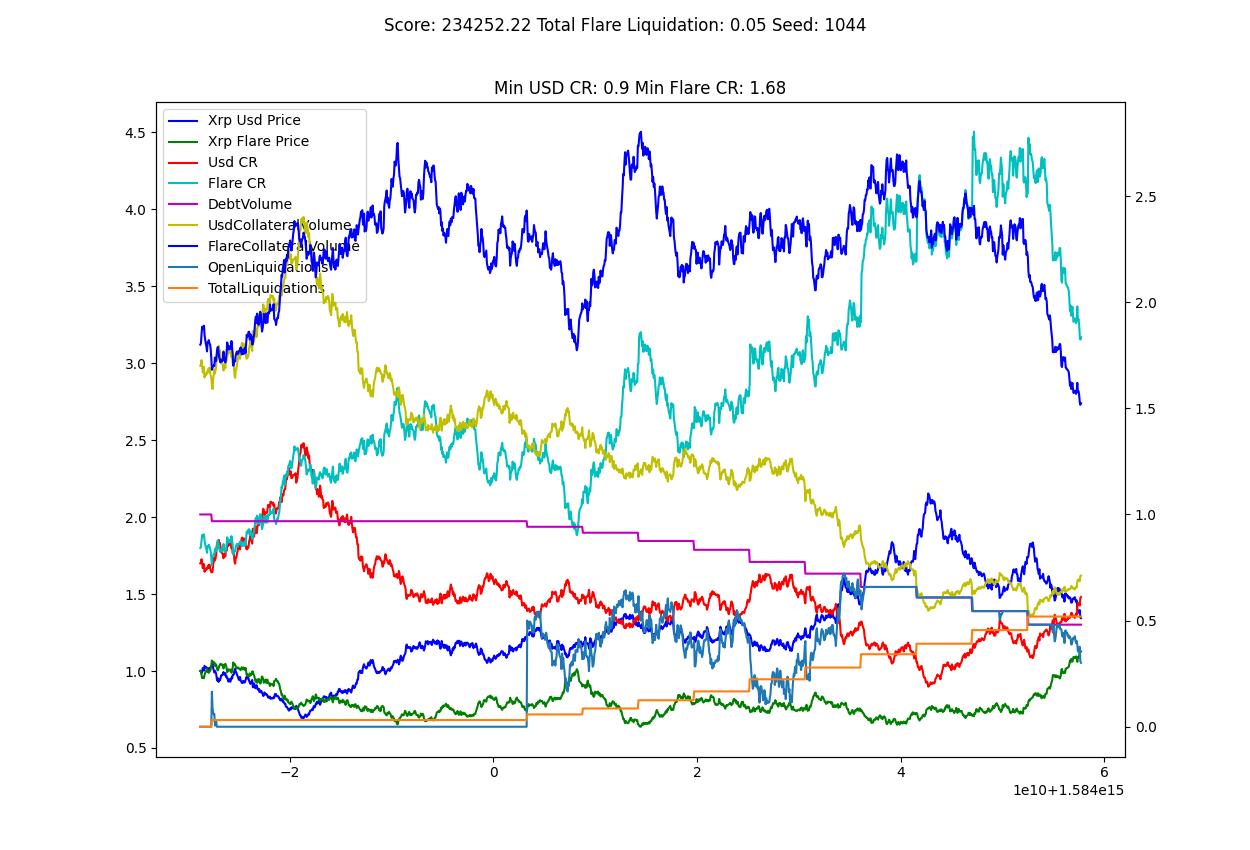 Score: 234252.22 Total Flare Liquidation: 0.05 Seed: 1044
Min USD CR: 0.9 Min Flare CR: 1.68
Xrp Usd Price
Xrp Flare Price
Usd CR
Flare CR
DebtVolume
UsdCollateralVolume
FlareCollateralVolume
OpenLiquidations
TotalLiquidations
4.5
4.0
3.5
3.0
2.5
2.0
1.5
1.0
0.5
2.5
2.0
1.5
1.0
0.5
0.0
−2
0
2
4
6
1e10+1.584e15